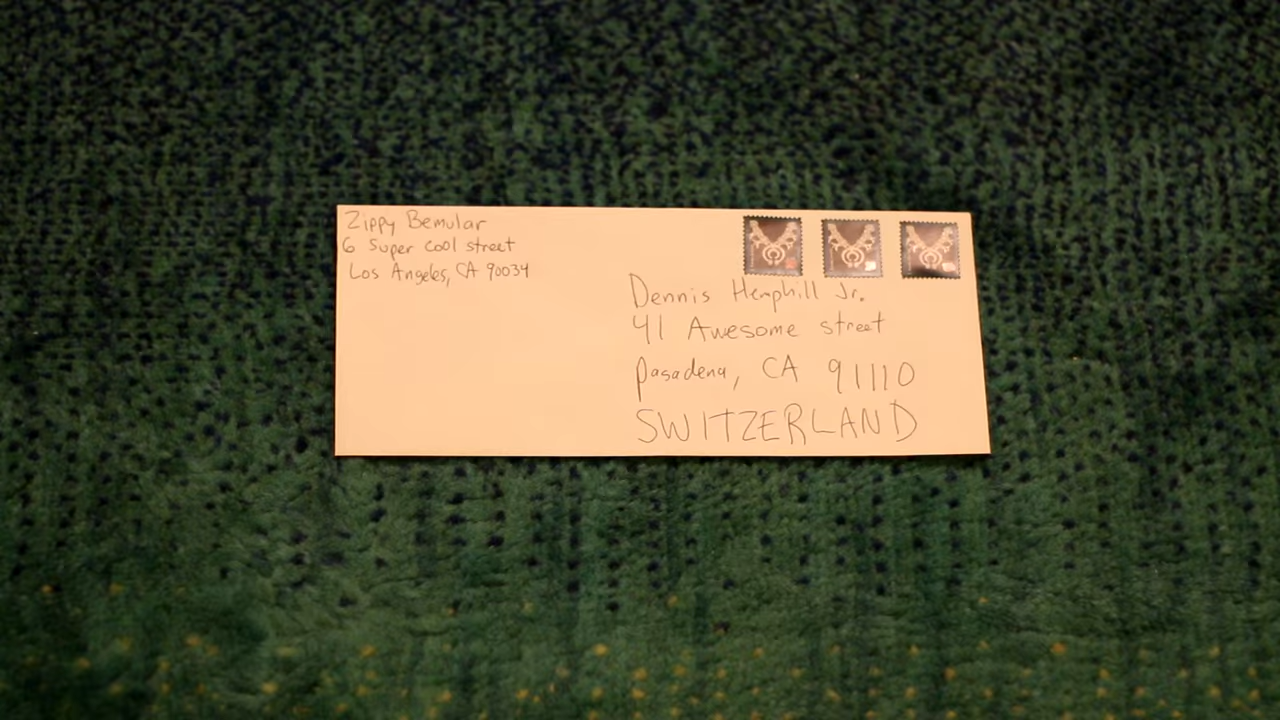 Zippy Bemular
6 Super cool street
Los Angeles, CA 90034
Dennis Hemphill Jr.
41 Awesome street
Pasadena, CA 91110
SWITZERLAND